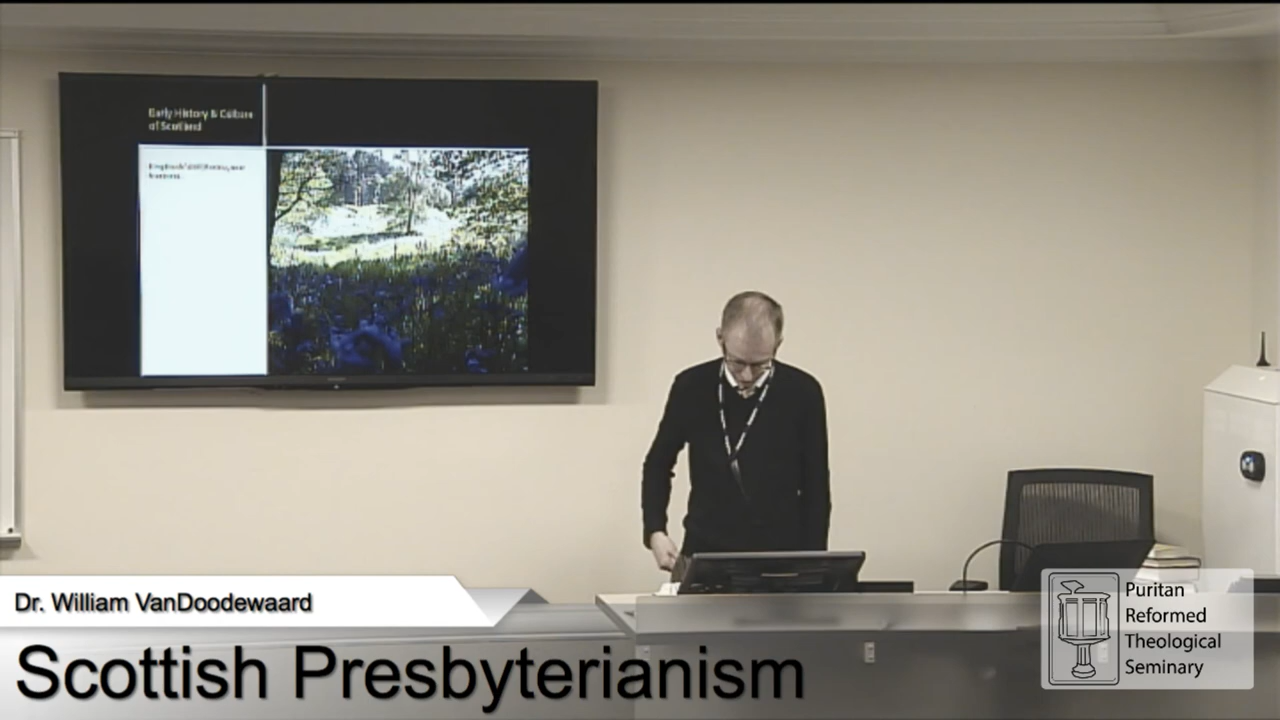 Early History & Culture
of Scotland
Dr. William VanDoodewaard
Scottish Presbyterianism
Puritan
Reformed
Theological
Seminary